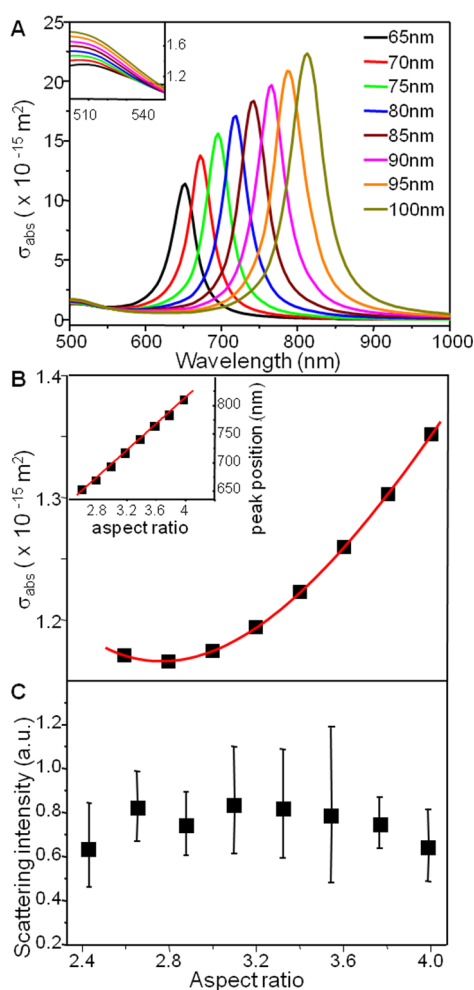 A
1.6
1.2
510 540
65nm
70nm
75nm
80nm
85nm
90nm
95nm
100nm
25
20
15
10
5
0
σabs ( x 10 -15 m²)
500 600 700 800 900 1000
Wavelength (nm)
B
1.4
1.3
1.2
σabs ( x 10 -15 m²)
800
750
700
650
peak position (nm)
2.8 3.2 3.6 4
aspect ratio
C
1.2
1.0
0.8
0.6
0.4
0.2
Scattering intensity (a.u.)
2.4 2.8 3.2 3.6 4.0
Aspect ratio